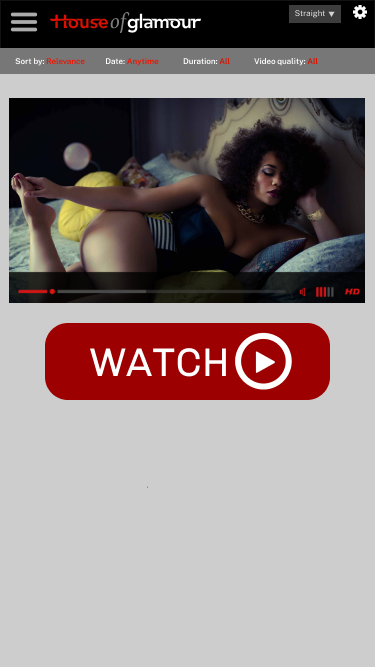 House of glamour
Straight ▼
Sort by: Relevance Date: Anytime Duration: All Video quality: All
HD
WATCH